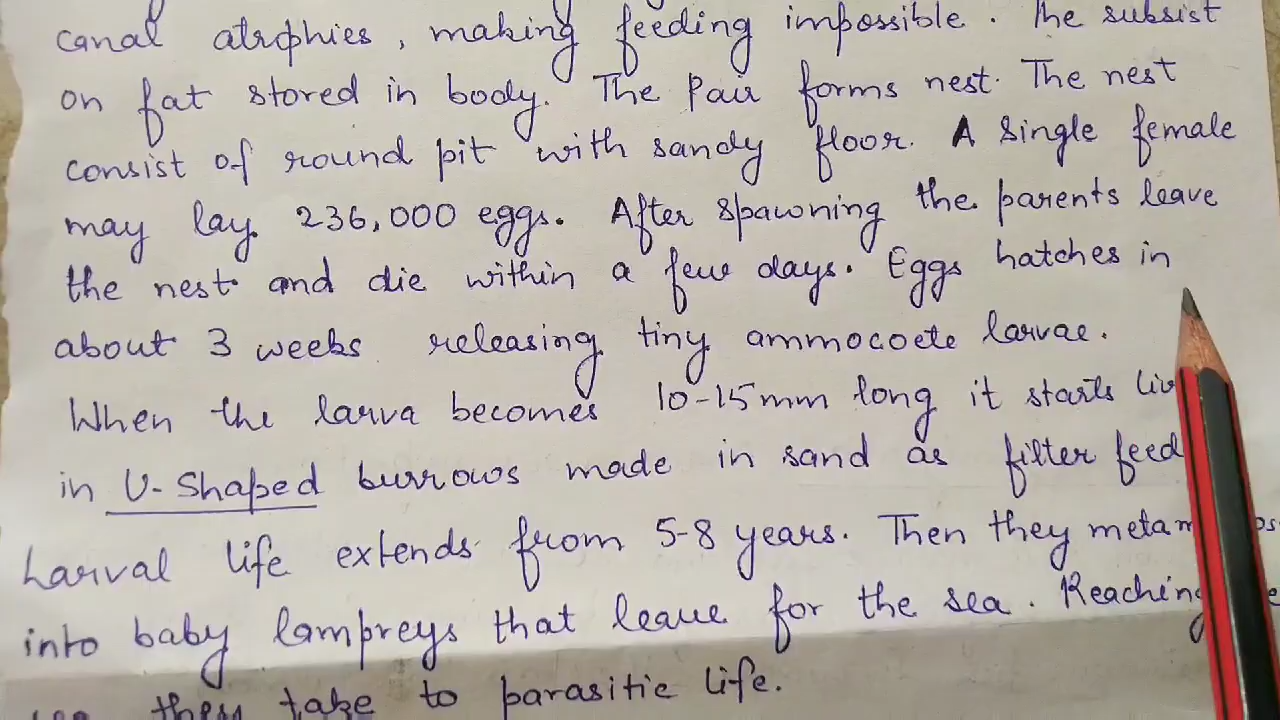 canal atrophies, making feeding impossible. The subsist
on fat stored in body. The Pair forms nest. The nest
consist of round pit with sandy floor. A single female
may lay 236,000 eggs. After spawning the parents leave
the nest and die within a few days. Eggs hatches in
about 3 weeks releasing tiny ammocoete larvae.
When the larva becomes 10-15mm long it starts
in U-Shaped burrows made in sand as filter feed
Larval life extends from 5-8 years. Then they
into baby lampreys that leave for the sea. Reaching
they take to parasitic life.